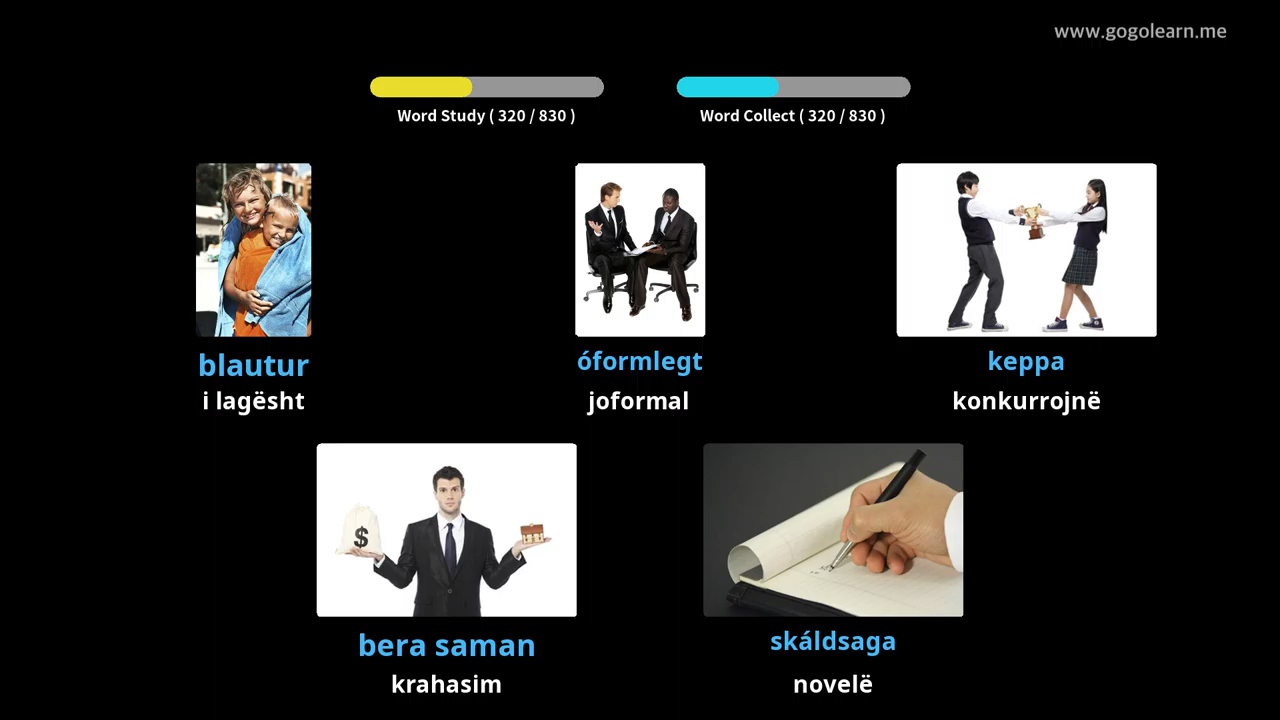 www.gogolearn.me
Word Study ( 320 / 830 )
Word Collect ( 320 / 830 )
blautur
i lagësht
óformlegt
joformal
keppa
konkurrojnë
$
bera saman
krahasim
skáldsaga
novelë